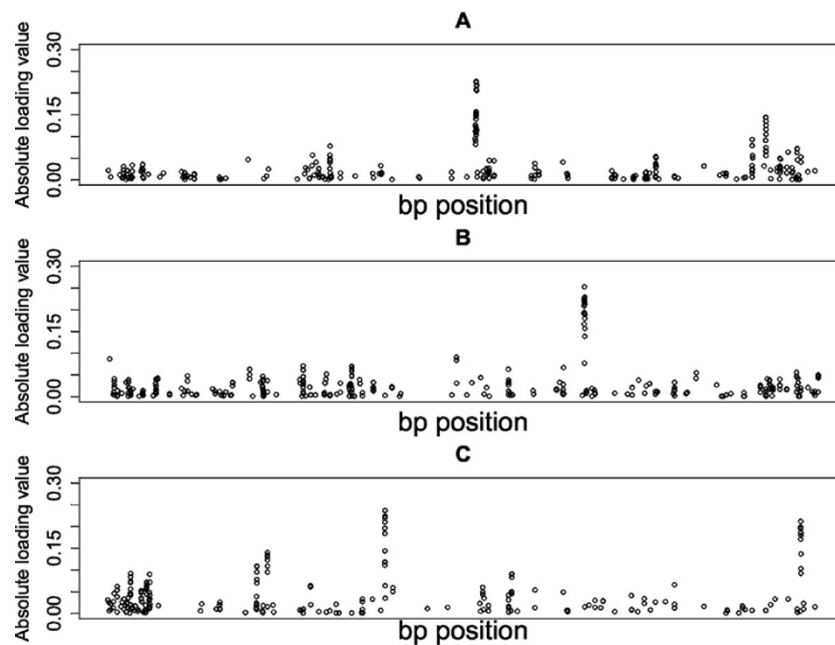 A
Absolute loading value
0.00 0.15 0.30
bp position
B
Absolute loading value
0.00 0.15 0.30
bp position
C
Absolute loading value
0.00 0.15 0.30
bp position